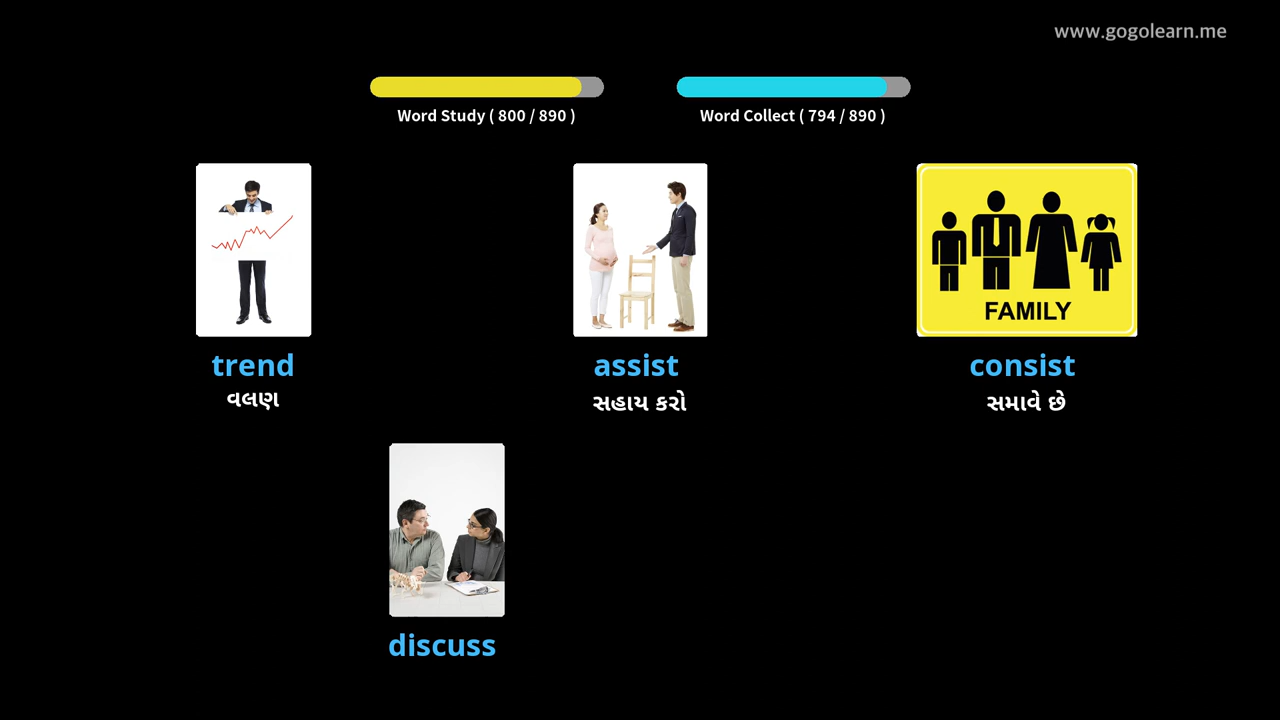 www.gogolearn.me
Word Study ( 800 / 890 )
Word Collect ( 794 / 890 )
FAMILY
trend
assist
consist
વલણ
સહાય કરો
સમાવે છે
discuss